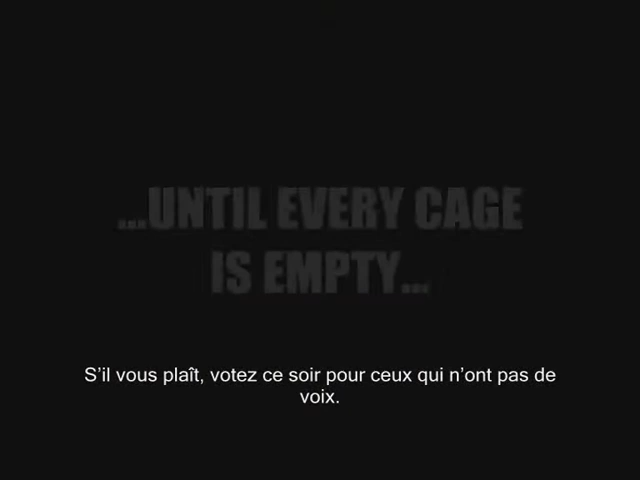 ...UNTIL EVERY CAGE
IS EMPTY...
S’il vous plaît, votez ce soir pour ceux qui n’ont pas de
voix.